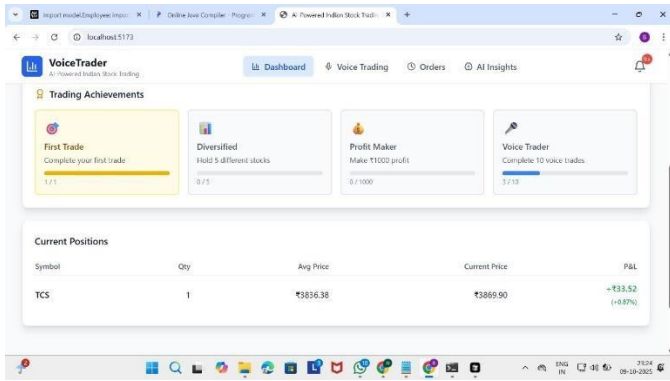 import model.Employee; impor
Online Java Compiler - Progra
AI Powered Indian Stock Tradin
localhost:5173
VoiceTrader
AI-Powered Indian Stock Trading
Dashboard
Voice Trading
Orders
AI Insights
9+
Trading Achievements
First Trade
Complete your first trade
1 / 1
Diversified
Hold 5 different stocks
0 / 5
Profit Maker
Make ₹1000 profit
0 / 1000
Voice Trader
Complete 10 voice trades
3 / 10
Current Positions
Symbol Qty Avg Price Current Price P&L
TCS 1 ₹3836.38 ₹3869.90 +₹33.52
(+0.87%)
ENG
IN
23:24
09-10-2025